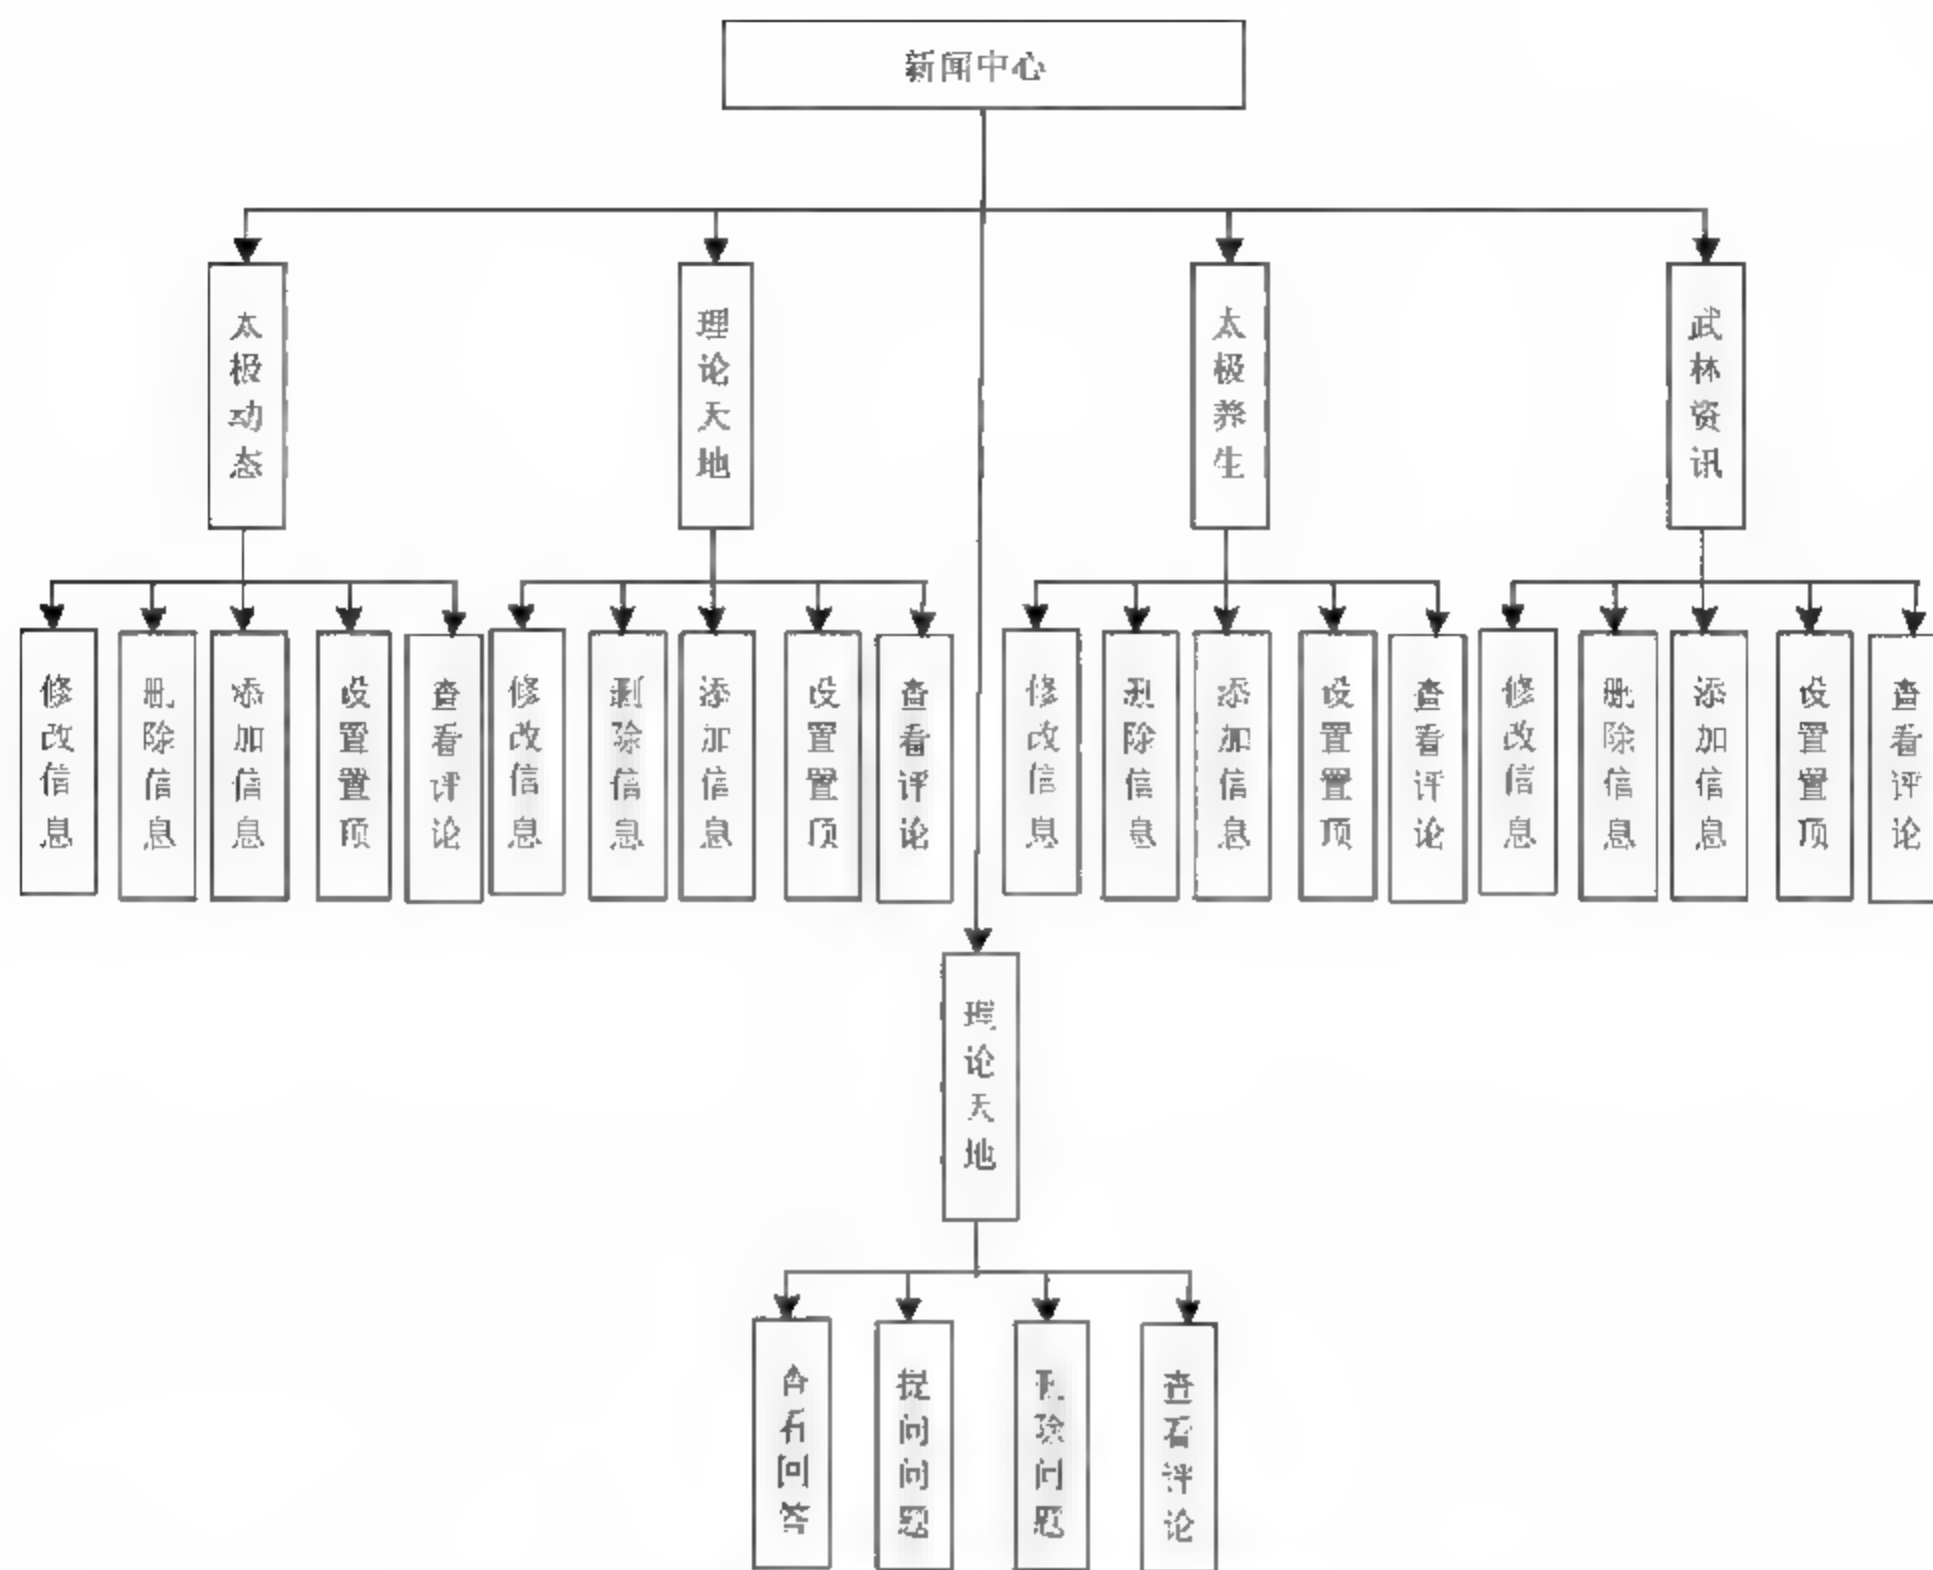 新闻中心
太极动态
理论天地
太极养生
武林资讯
修改信息
删除信息
添加信息
设置置顶
查看评论
修改信息
删除信息
添加信息
设置置顶
查看评论
修改信息
删除信息
添加信息
设置置顶
查看评论
修改信息
删除信息
添加信息
设置置顶
查看评论
理论天地
查看回答
提问问题
删除问题
查看评论